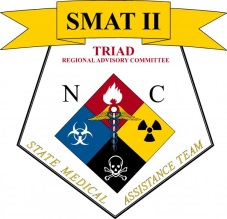 SMAT II
TRIAD
REGIONAL ADVISORY COMMITTEE
N C
STATE MEDICAL
ASSISTANCE TEAM